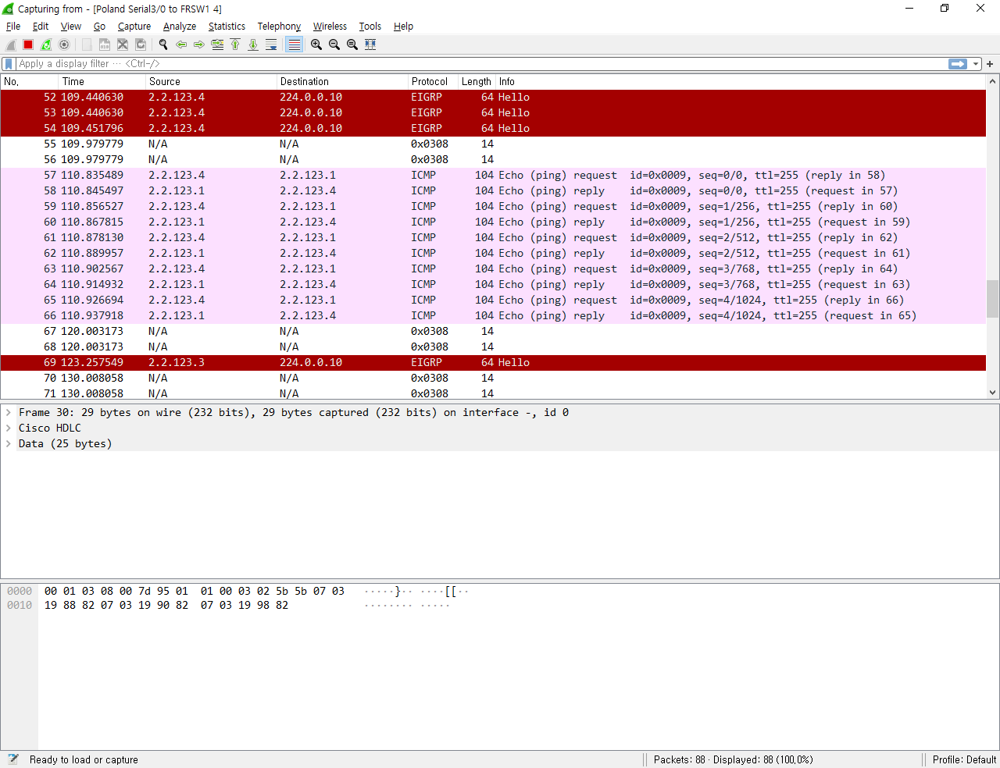 Capturing from - [Poland Serial3/0 to FRSW1 4]
File Edit View Go Capture Analyze Statistics Telephony Wireless Tools Help
Apply a display filter ... <Ctrl-/>
No. Time Source Destination Protocol Length Info
52 109.440630 2.2.123.4 224.0.0.10 EIGRP 64 Hello
53 109.440630 2.2.123.4 224.0.0.10 EIGRP 64 Hello
54 109.451796 2.2.123.4 224.0.0.10 EIGRP 64 Hello
55 109.979779 N/A N/A 0x0308 14
56 109.979779 N/A N/A 0x0308 14
57 110.835489 2.2.123.4 2.2.123.1 ICMP 104 Echo (ping) request id=0x0009, seq=0/0, ttl=255 (reply in 58)
58 110.845497 2.2.123.1 2.2.123.4 ICMP 104 Echo (ping) reply id=0x0009, seq=0/0, ttl=255 (request in 57)
59 110.856527 2.2.123.4 2.2.123.1 ICMP 104 Echo (ping) request id=0x0009, seq=1/256, ttl=255 (reply in 60)
60 110.867815 2.2.123.1 2.2.123.4 ICMP 104 Echo (ping) reply id=0x0009, seq=1/256, ttl=255 (request in 59)
61 110.878130 2.2.123.4 2.2.123.1 ICMP 104 Echo (ping) request id=0x0009, seq=2/512, ttl=255 (reply in 62)
62 110.889957 2.2.123.1 2.2.123.4 ICMP 104 Echo (ping) reply id=0x0009, seq=2/512, ttl=255 (request in 61)
63 110.902567 2.2.123.4 2.2.123.1 ICMP 104 Echo (ping) request id=0x0009, seq=3/768, ttl=255 (reply in 64)
64 110.914932 2.2.123.1 2.2.123.4 ICMP 104 Echo (ping) reply id=0x0009, seq=3/768, ttl=255 (request in 63)
65 110.926694 2.2.123.4 2.2.123.1 ICMP 104 Echo (ping) request id=0x0009, seq=4/1024, ttl=255 (reply in 66)
66 110.937918 2.2.123.1 2.2.123.4 ICMP 104 Echo (ping) reply id=0x0009, seq=4/1024, ttl=255 (request in 65)
67 120.003173 N/A N/A 0x0308 14
68 120.003173 N/A N/A 0x0308 14
69 123.257549 2.2.123.3 224.0.0.10 EIGRP 64 Hello
70 130.008058 N/A N/A 0x0308 14
71 130.008058 N/A N/A 0x0308 14
Frame 30: 29 bytes on wire (232 bits), 29 bytes captured (232 bits) on interface -, id 0
Cisco HDLC
Data (25 bytes)
0000 00 01 03 08 00 7d 95 01 01 00 03 02 5b 5b 07 03 ·····}·· ····[[··
0010 19 88 82 07 03 19 90 82 07 03 19 98 82 ········ ·····
Ready to load or capture Packets: 88 · Displayed: 88 (100,0%) Profile: Default